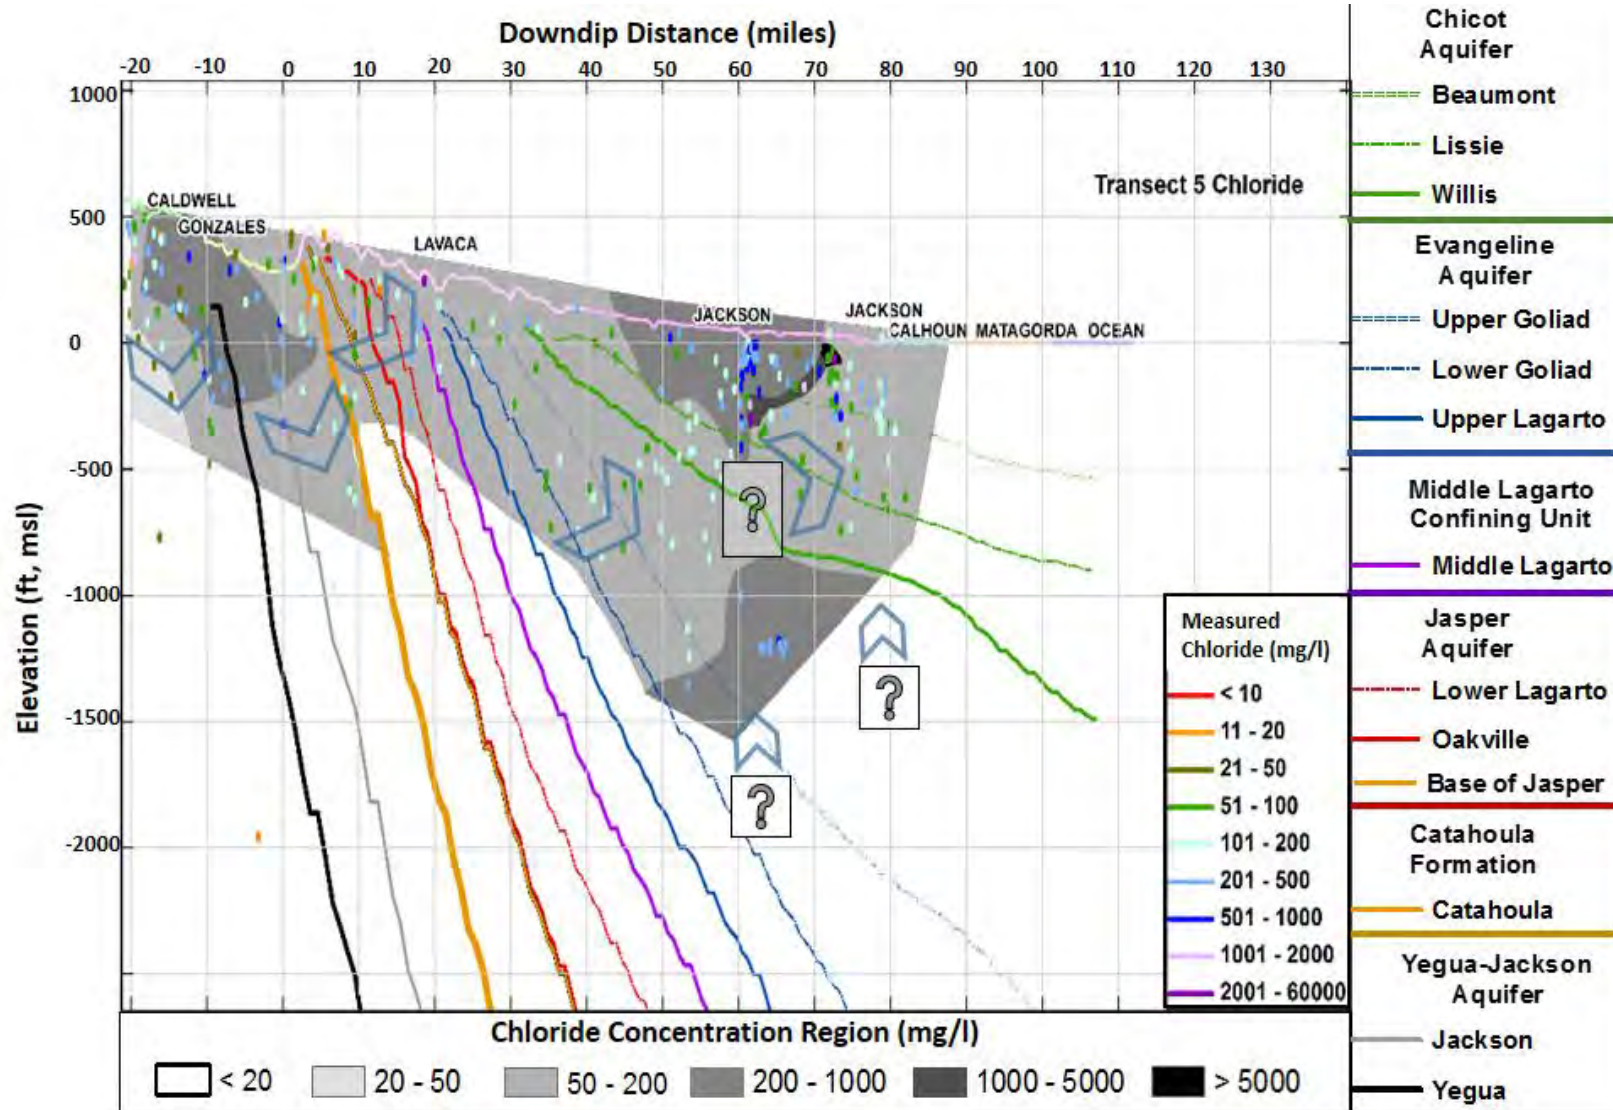 Downdip Distance (miles)
-20 -10 0 10 20 30 40 50 60 70 80 90 100 110 120 130
1000
500
0
-500
-1000
-1500
-2000
Elevation (ft, msl)
Transect 5 Chloride
CALDWELL
GONZALES
LAVACA
JACKSON
JACKSON
CALHOUN MATAGORDA OCEAN
?
?
?
Measured
Chloride (mg/l)
< 10
11 - 20
21 - 50
51 - 100
101 - 200
201 - 500
501 - 1000
1001 - 2000
2001 - 60000
Chloride Concentration Region (mg/l)
< 20
20 - 50
50 - 200
200 - 1000
1000 - 5000
> 5000
Chicot
Aquifer
Beaumont
Lissie
Willis
Evangeline
Aquifer
Upper Goliad
Lower Goliad
Upper Lagarto
Middle Lagarto
Confining Unit
Middle Lagarto
Jasper
Aquifer
Lower Lagarto
Oakville
Base of Jasper
Catahoula
Formation
Catahoula
Yegua-Jackson
Aquifer
Jackson
Yegua